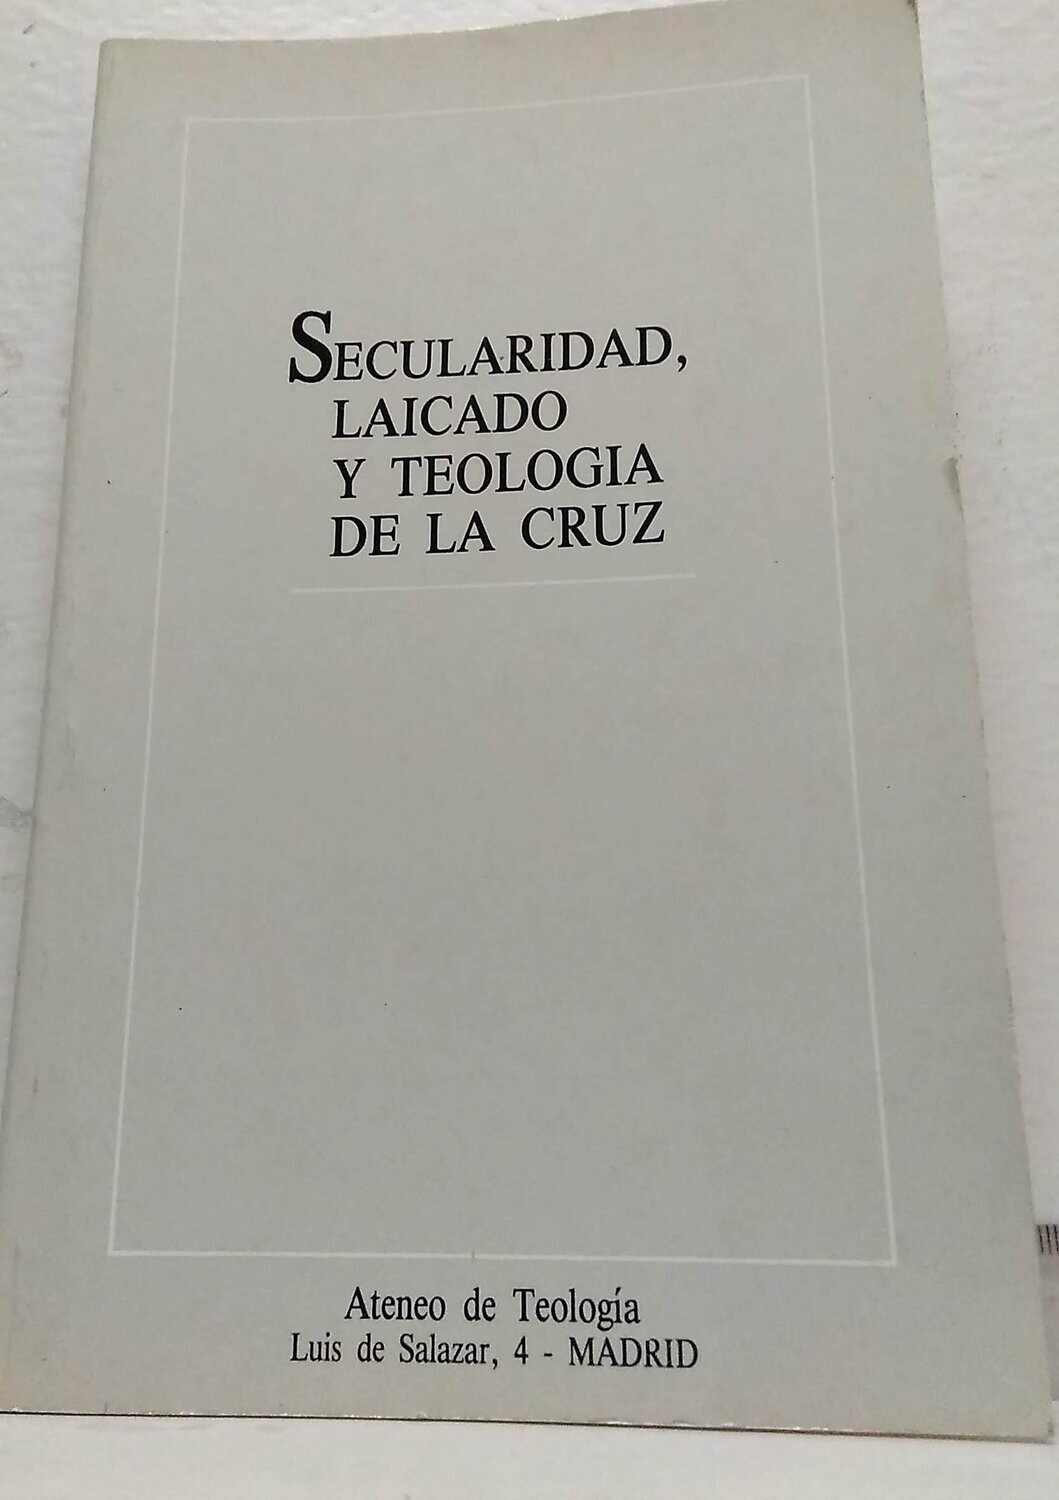 SECULARIDAD,
LAICADO
Y TEOLOGIA
DE LA CRUZ
Ateneo de Teología
Luis de Salazar, 4 - MADRID